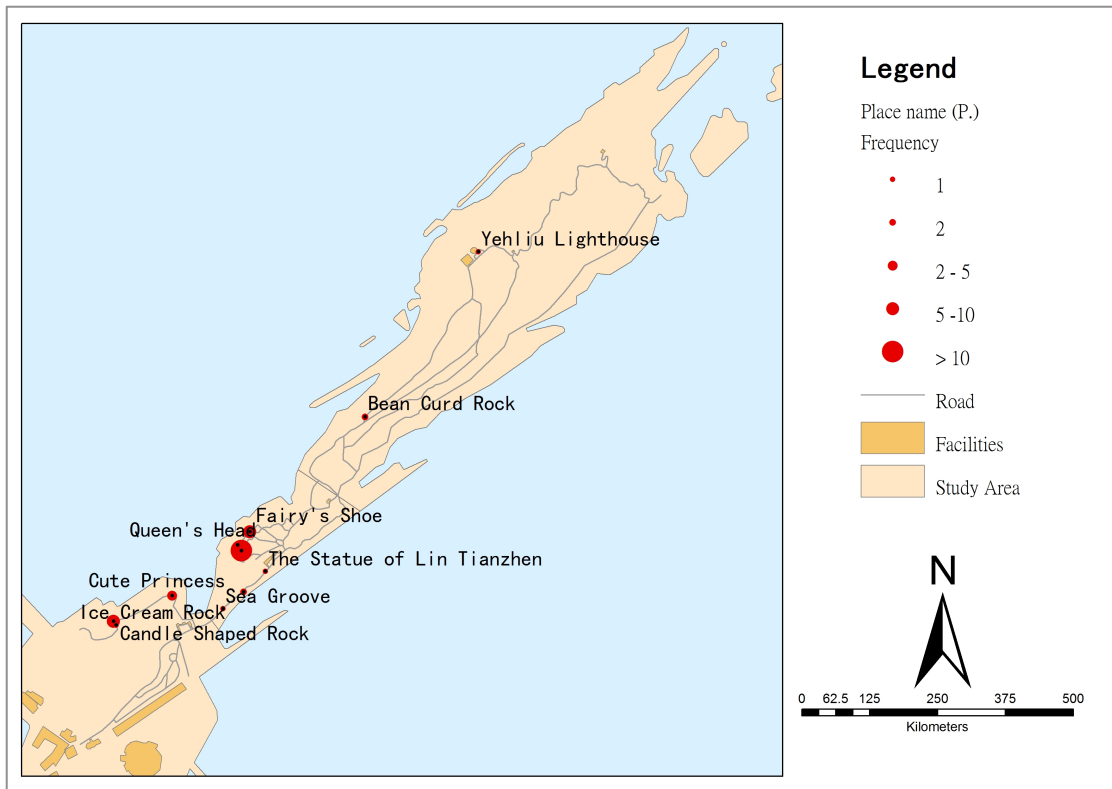 Legend
Place name (P.)
Frequency
1
2
2 - 5
5 -10
> 10
Road
Facilities
Study Area
Yehliu Lighthouse
Bean Curd Rock
Fairy's Shoe
Queen's Head
The Statue of Lin Tianzhen
Cute Princess
Sea Groove
Ice Cream Rock
Candle Shaped Rock
N
0 62.5 125 250 375 500
Kilometers